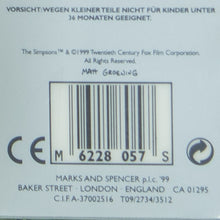 VORSICHT: WEGEN KLEINERTEILE NICHT FÜR KINDER UNTER
36 MONATEN GEEIGNET.
The Simpsons™ ©1999 Twentieth Century Fox Film Corporation.
All Rights Reserved.
MATT GROENING
CE M 6228 057 S
MARKS AND SPENCER p.l.c. '99
BAKER STREET · LONDON · ENGLAND CA 01295
C.I.F A-37002516 T09/2734/3512